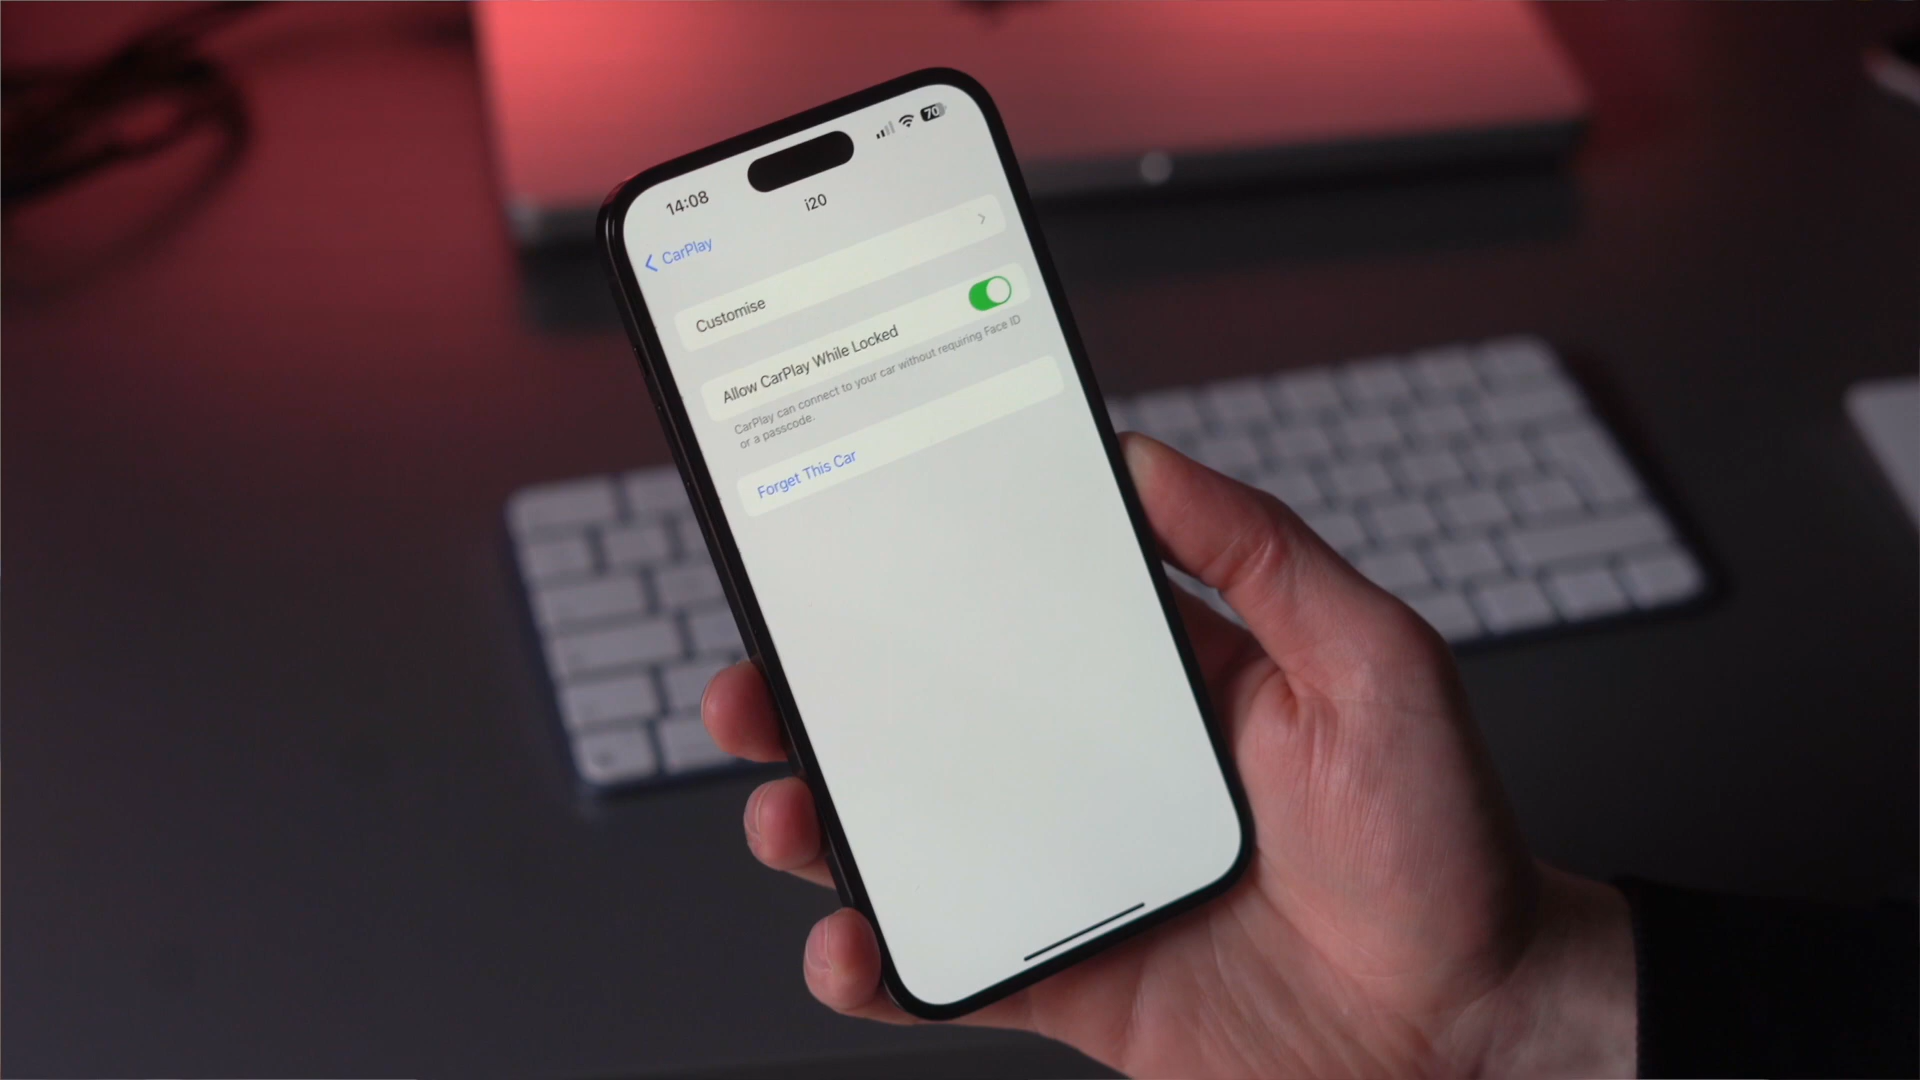 14:08
70
i20
CarPlay
Customise
Allow CarPlay While Locked
CarPlay can connect to your car without requiring Face ID
or a passcode.
Forget This Car